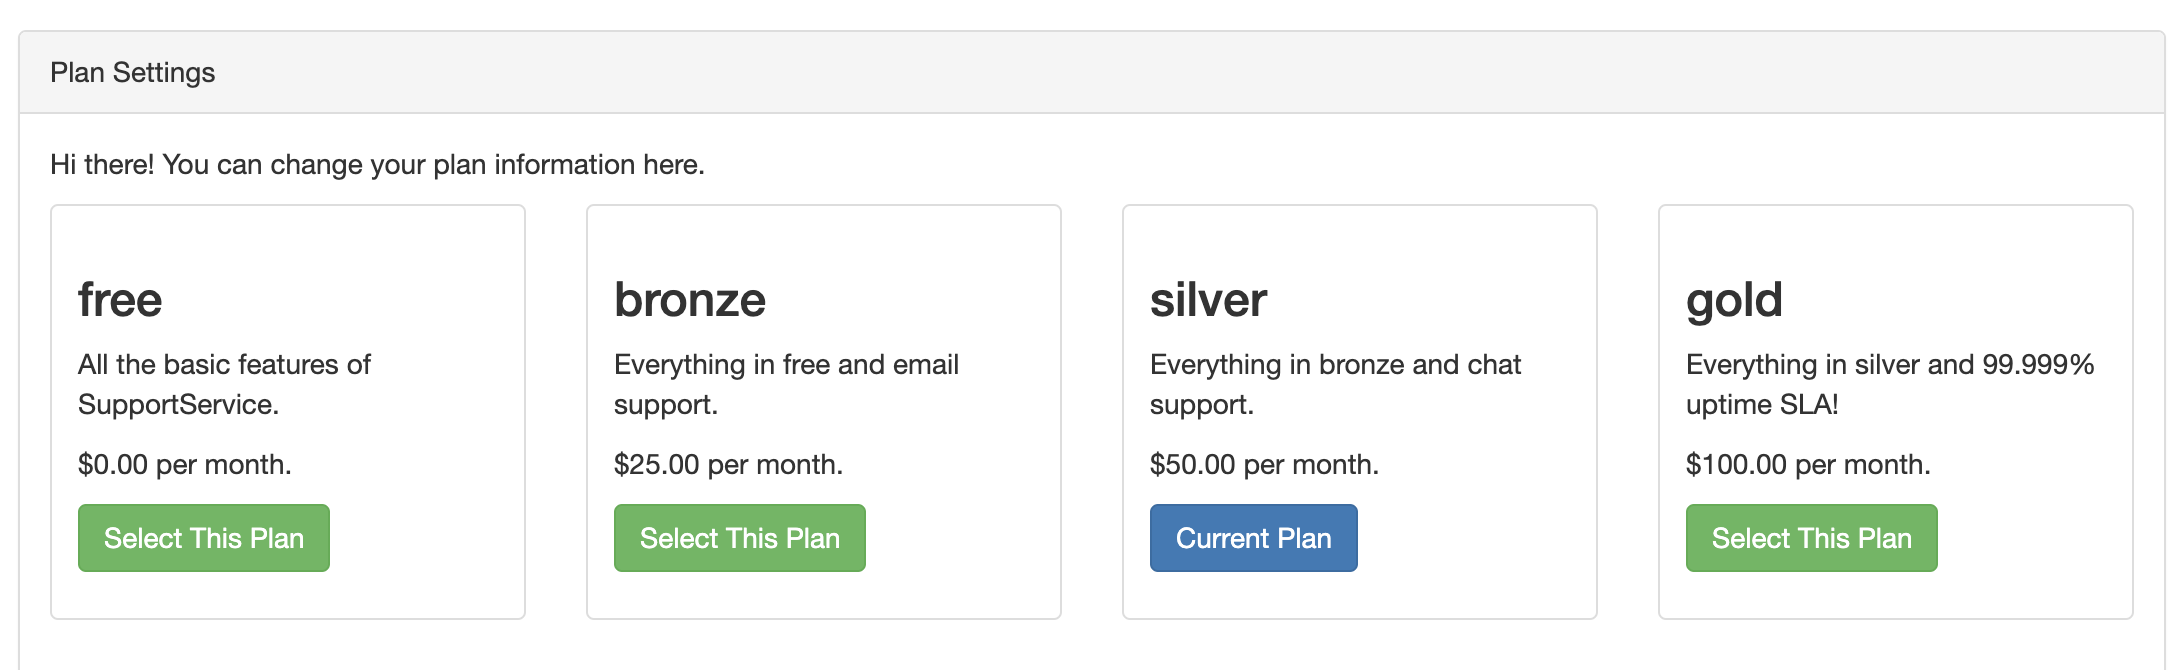 Plan Settings
Hi there! You can change your plan information here.
free
All the basic features of
SupportService.
$0.00 per month.
Select This Plan
bronze
Everything in free and email
support.
$25.00 per month.
Select This Plan
silver
Everything in bronze and chat
support.
$50.00 per month.
Current Plan
gold
Everything in silver and 99.999%
uptime SLA!
$100.00 per month.
Select This Plan